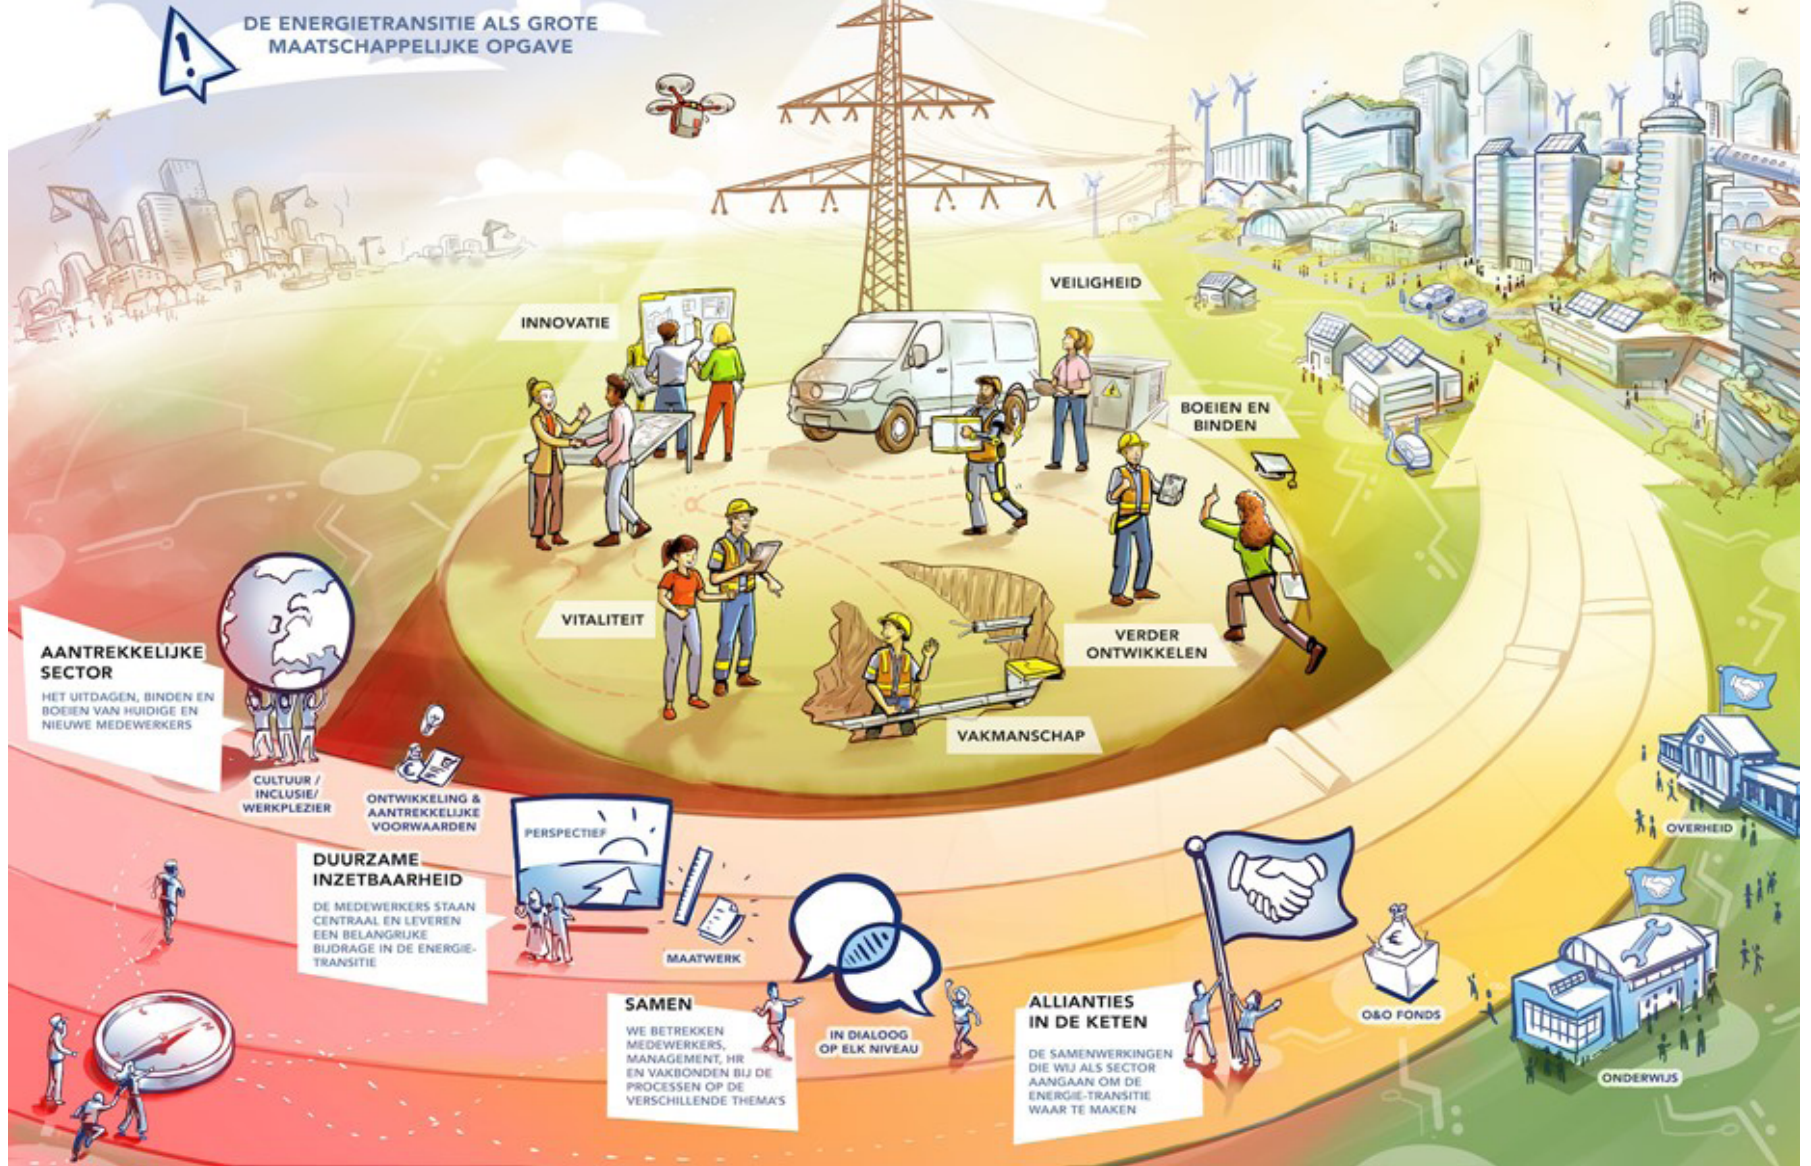 DE ENERGIETRANSITIE ALS GROTE
MAATSCHAPPELIJKE OPGAVE
INNOVATIE
VEILIGHEID
BOEIEN EN
BINDEN
VITALITEIT
VERDER
ONTWIKKELEN
VAKMANSCHAP
AANTREKKELIJKE
SECTOR
HET UITDAGEN, BINDEN EN
BOEIEN VAN HUIDIGE EN
NIEUWE MEDEWERKERS
CULTUUR /
INCLUSIE/
WERKPLEZIER
ONTWIKKELING &
AANTREKKELIJKE
VOORWAARDEN
DUURZAME
INZETBAARHEID
DE MEDEWERKERS STAAN
CENTRAAL EN LEVEREN
EEN BELANGRIJKE
BIJDRAGE IN DE ENERGIE-
TRANSITIE
PERSPECTIEF
MAATWERK
SAMEN
WE BETREKKEN
MEDEWERKERS,
MANAGEMENT, HR
EN VAKBONDEN BIJ DE
PROCESSEN OP DE
VERSCHILLENDE THEMA'S
IN DIALOOG
OP ELK NIVEAU
ALLIANTIES
IN DE KETEN
DE SAMENWERKINGEN
DIE WIJ ALS SECTOR
AANGAAN OM DE
ENERGIE-TRANSITIE
WAAR TE MAKEN
€
O&O FONDS
OVERHEID
ONDERWIJS